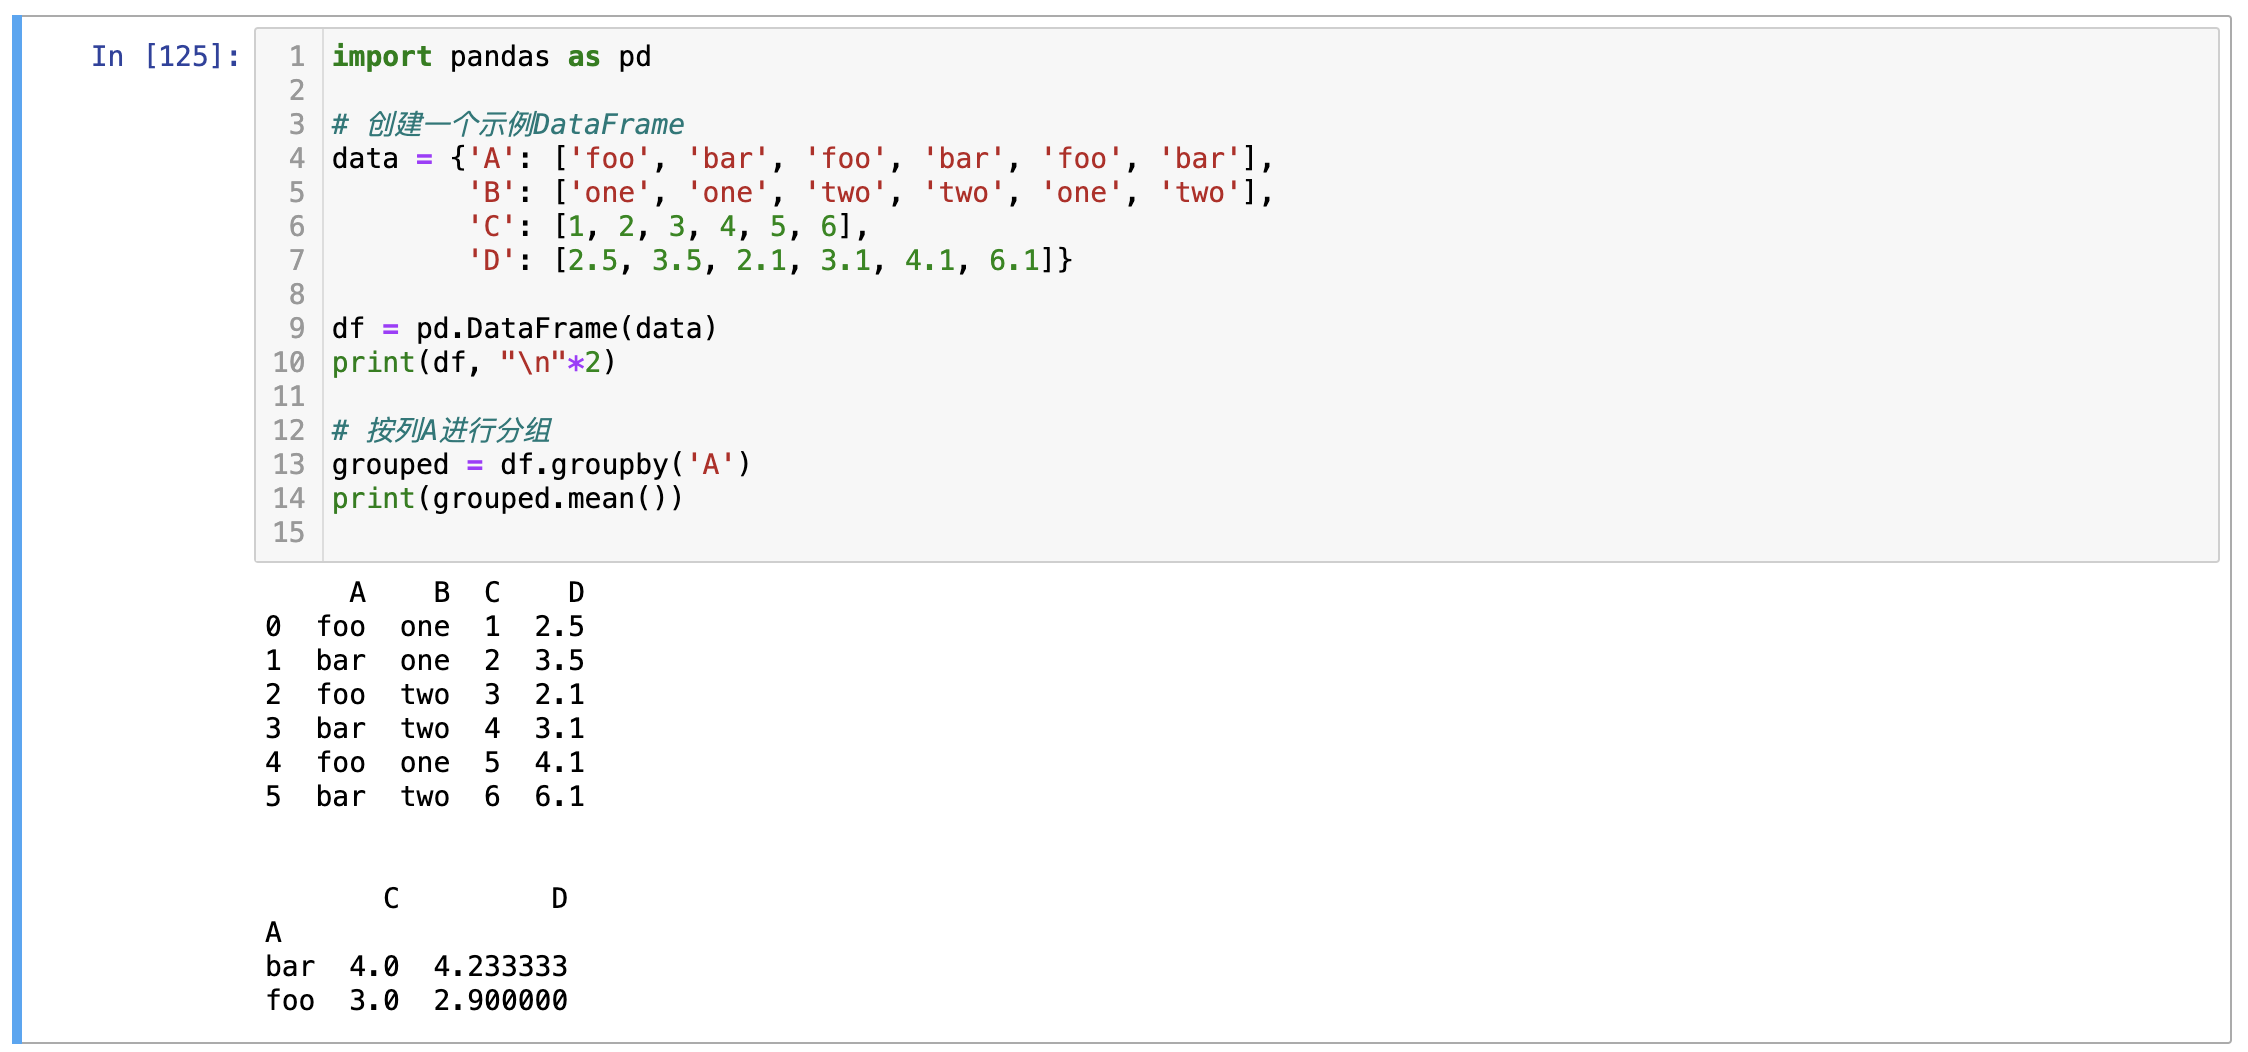 In [125]:
1 import pandas as pd
2
3 # 创建一个示例DataFrame
4 data = {'A': ['foo', 'bar', 'foo', 'bar', 'foo', 'bar'],
5         'B': ['one', 'one', 'two', 'two', 'one', 'two'],
6         'C': [1, 2, 3, 4, 5, 6],
7         'D': [2.5, 3.5, 2.1, 3.1, 4.1, 6.1]}
8
9 df = pd.DataFrame(data)
10 print(df, "\n"*2)
11
12 # 按列A进行分组
13 grouped = df.groupby('A')
14 print(grouped.mean())
15
     A    B  C    D
0  foo  one  1  2.5
1  bar  one  2  3.5
2  foo  two  3  2.1
3  bar  two  4  3.1
4  foo  one  5  4.1
5  bar  two  6  6.1
       C         D
A
bar  4.0  4.233333
foo  3.0  2.900000